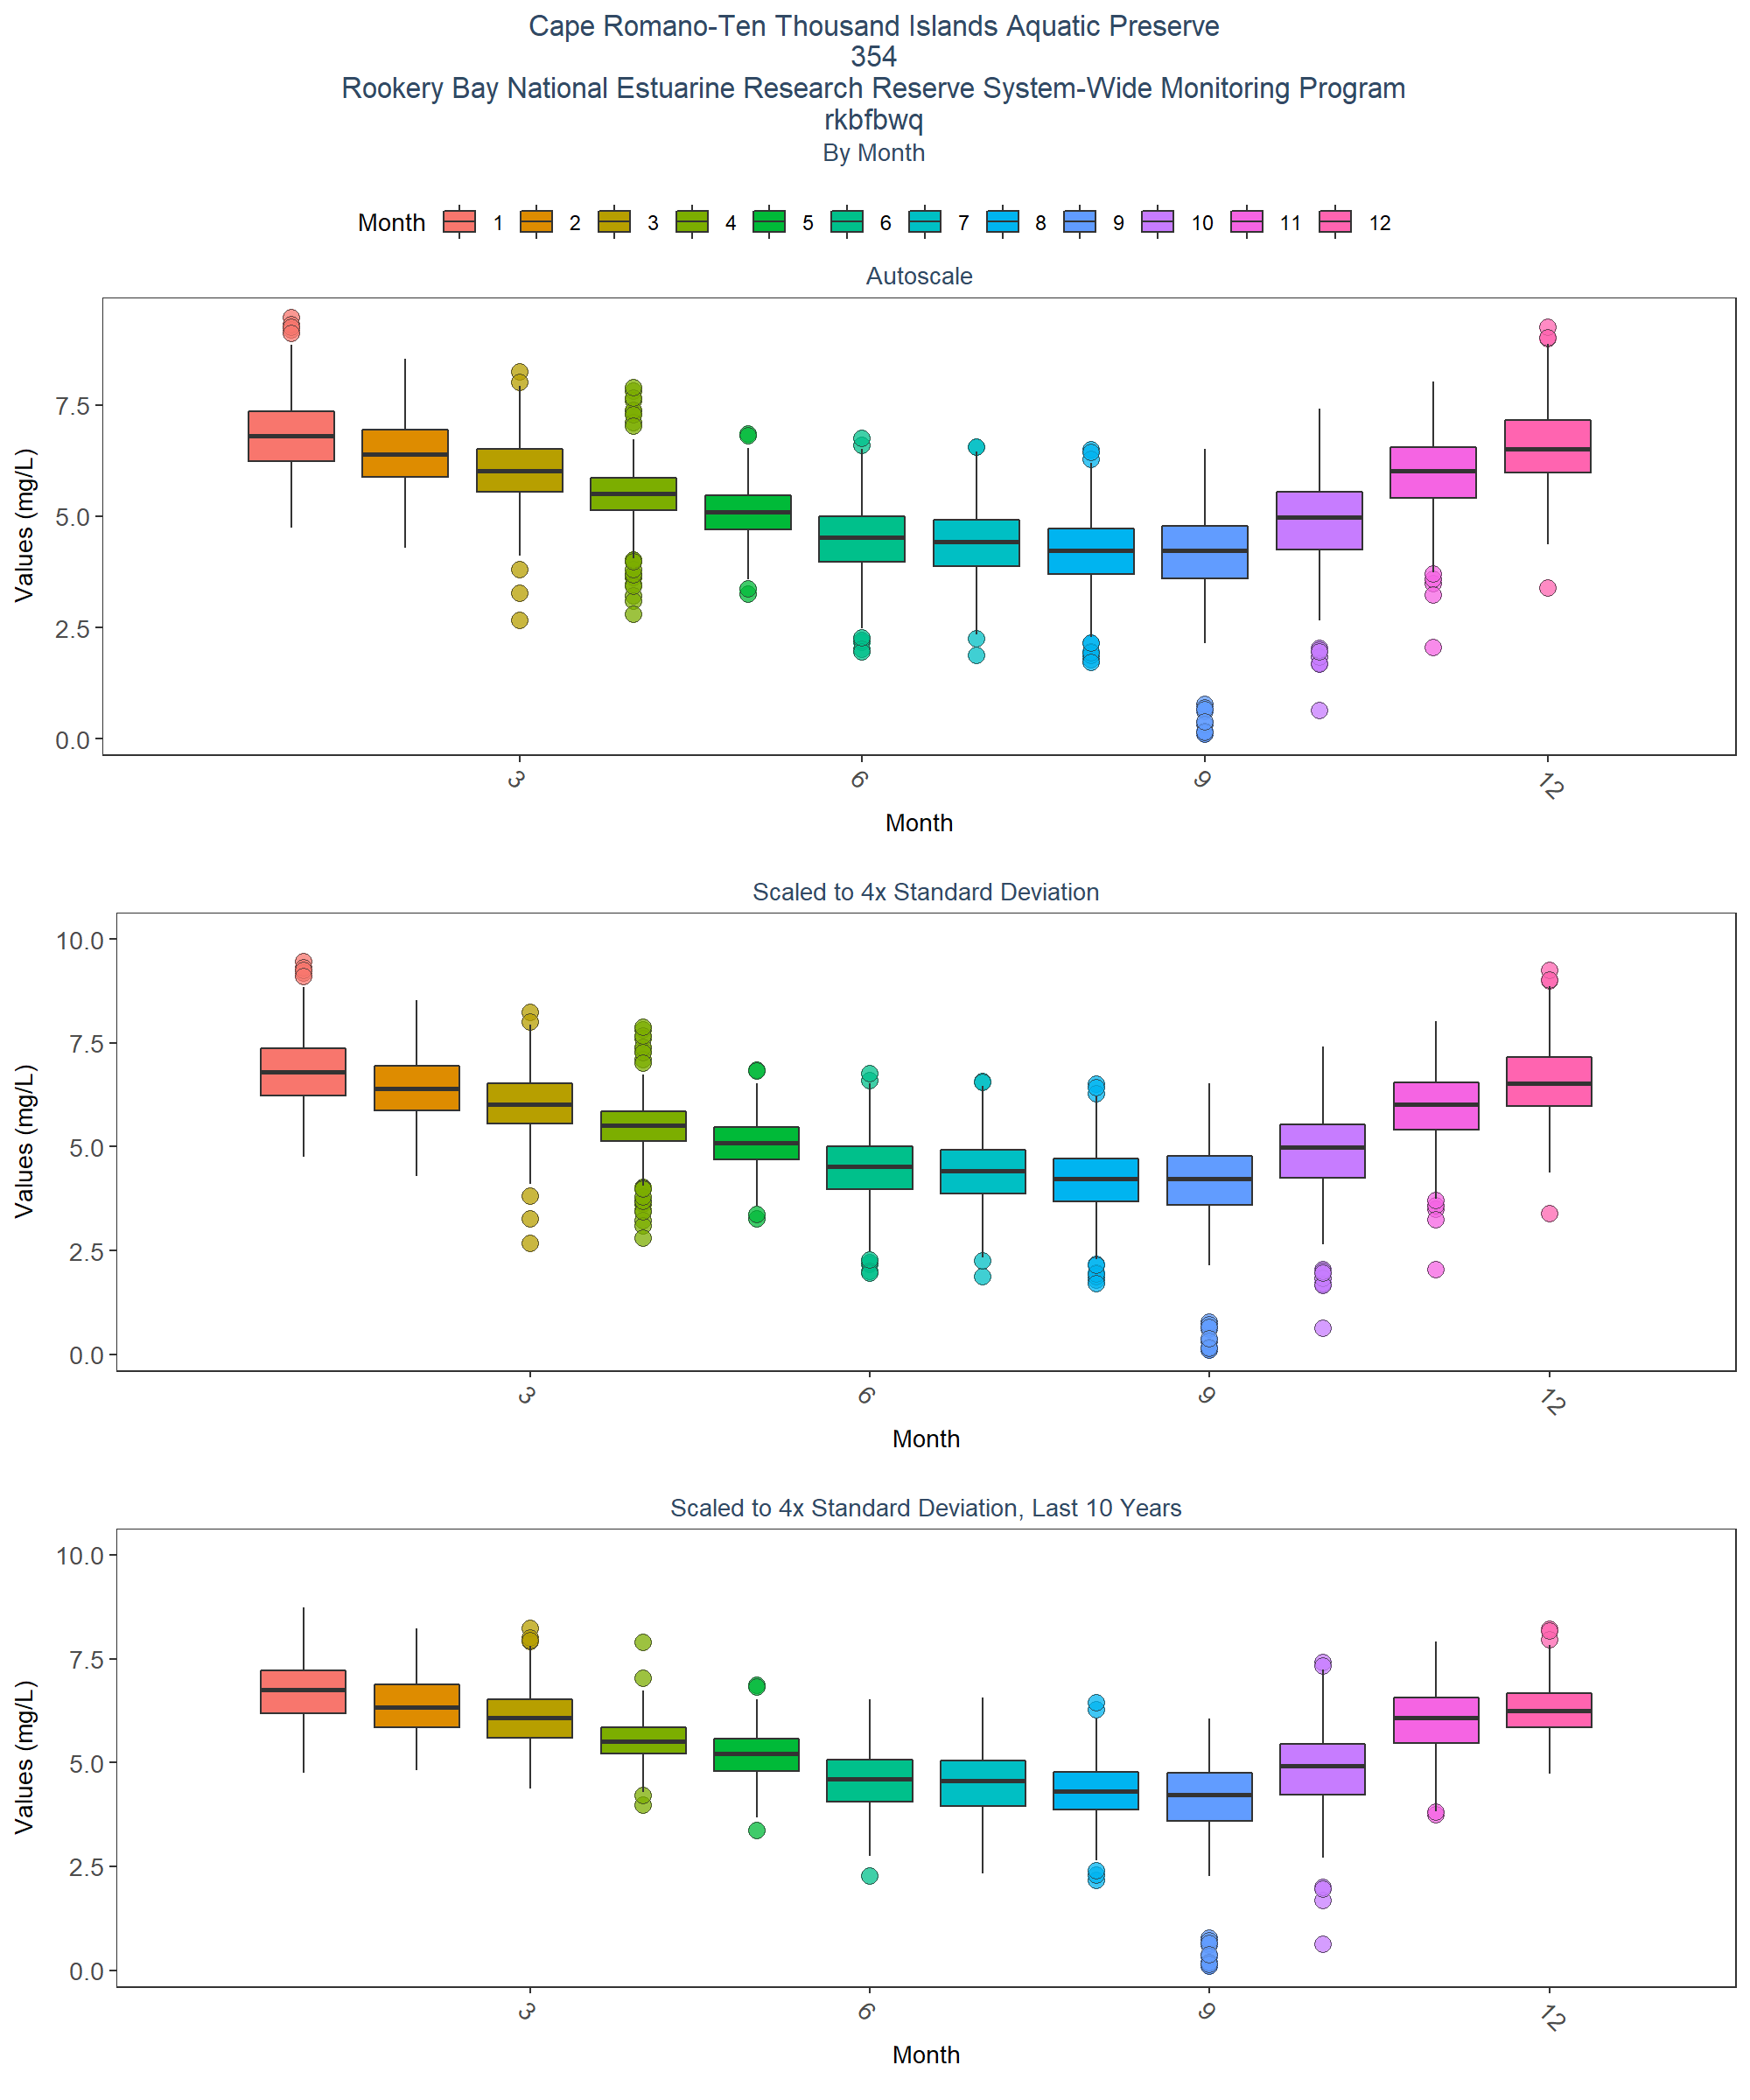 Cape Romano-Ten Thousand Islands Aquatic Preserve
354
Rookery Bay National Estuarine Research Reserve System-Wide Monitoring Program
rkbfbwq
By Month
Month 1 2 3 4 5 6 7 8 9 10 11 12
Autoscale
Values (mg/L)
7.5
5.0
2.5
0.0
3 6 9 12
Month
Scaled to 4x Standard Deviation
Values (mg/L)
10.0
7.5
5.0
2.5
0.0
3 6 9 12
Month
Scaled to 4x Standard Deviation, Last 10 Years
Values (mg/L)
10.0
7.5
5.0
2.5
0.0
3 6 9 12
Month